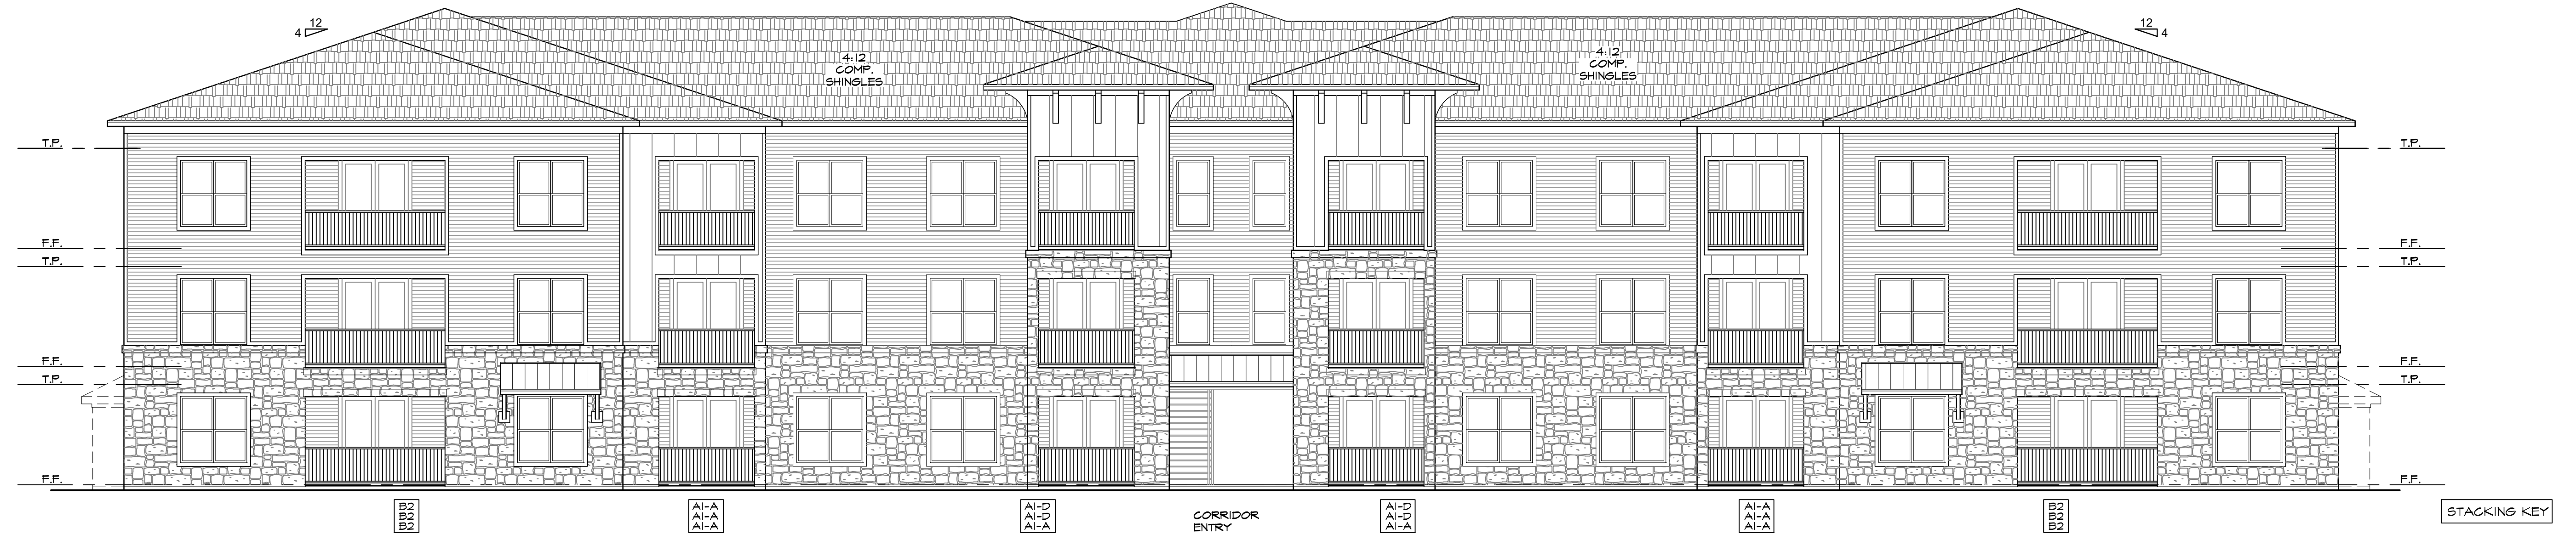 12
4
12
4
4:12
COMP.
SHINGLES
4:12
COMP.
SHINGLES
T.P.
T.P.
F.F.
F.F.
T.P.
T.P.
F.F.
F.F.
T.P.
T.P.
F.F.
F.F.
B2
B2
B2
A1-A
A1-A
A1-A
A1-D
A1-D
A1-A
CORRIDOR
ENTRY
A1-D
A1-D
A1-A
A1-A
A1-A
A1-A
B2
B2
B2
STACKING KEY